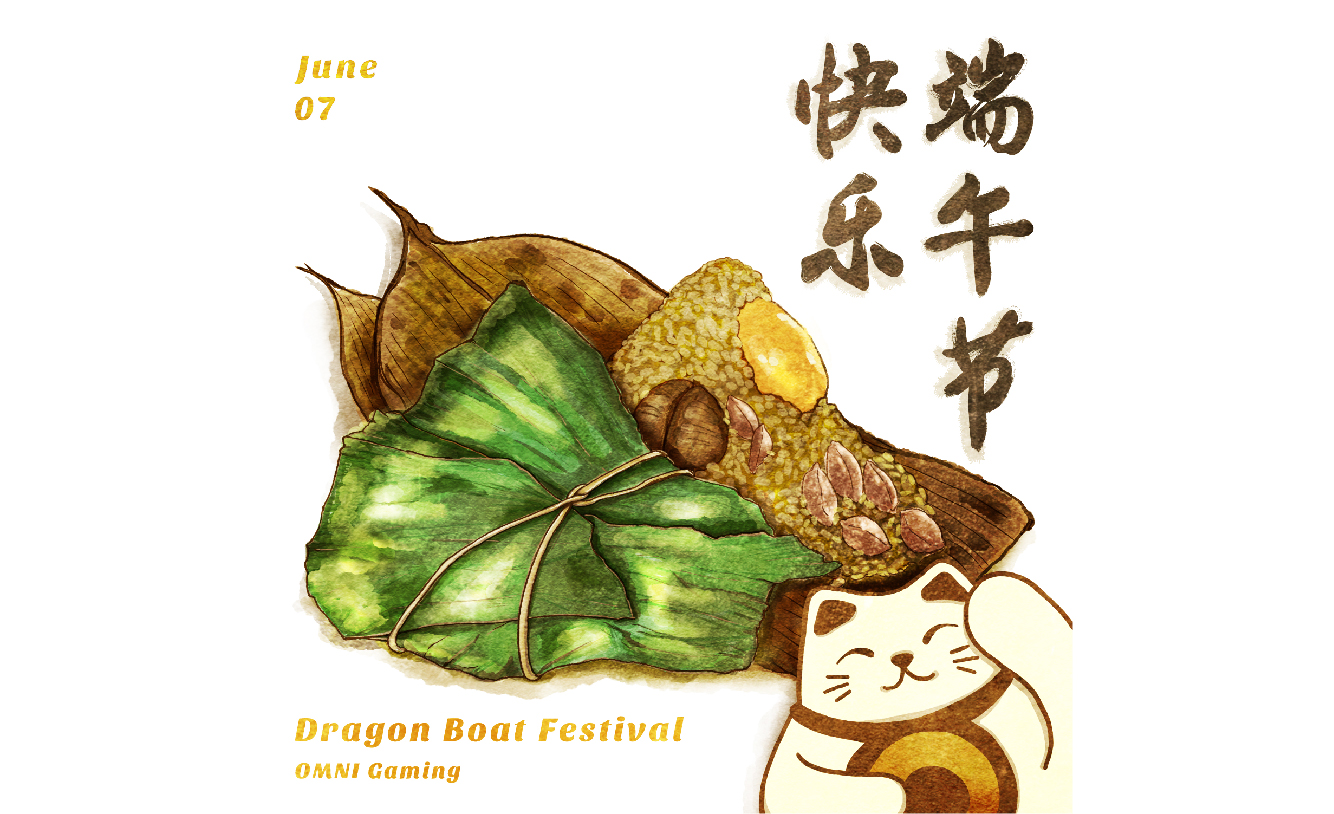 June
07
端午节
快乐
Dragon Boat Festival
OMNI Gaming